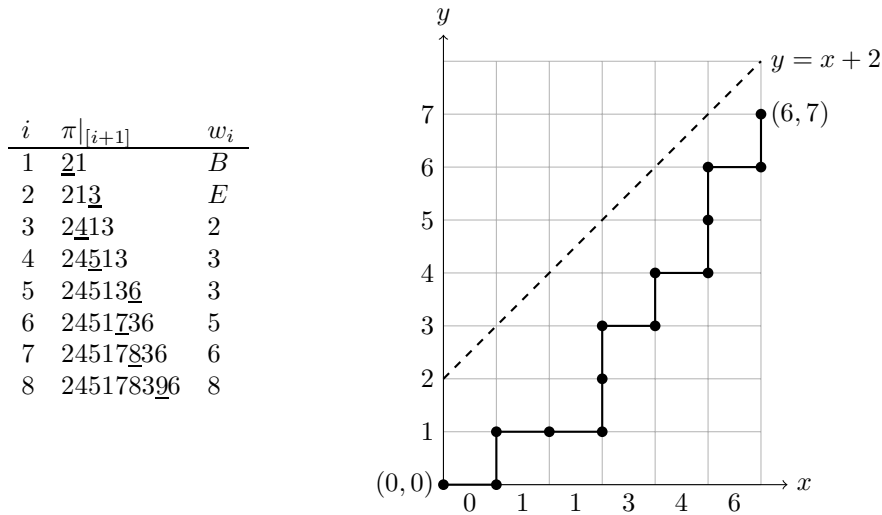 i π|[i+1] wᵢ
1 21 B
2 213 E
3 2413 2
4 24513 3
5 245136 3
6 2451736 5
7 24517836 6
8 245178396 8
y
y = x + 2
7
(6, 7)
6
5
4
3
2
1
(0, 0)
x
0 1 1 3 4 6